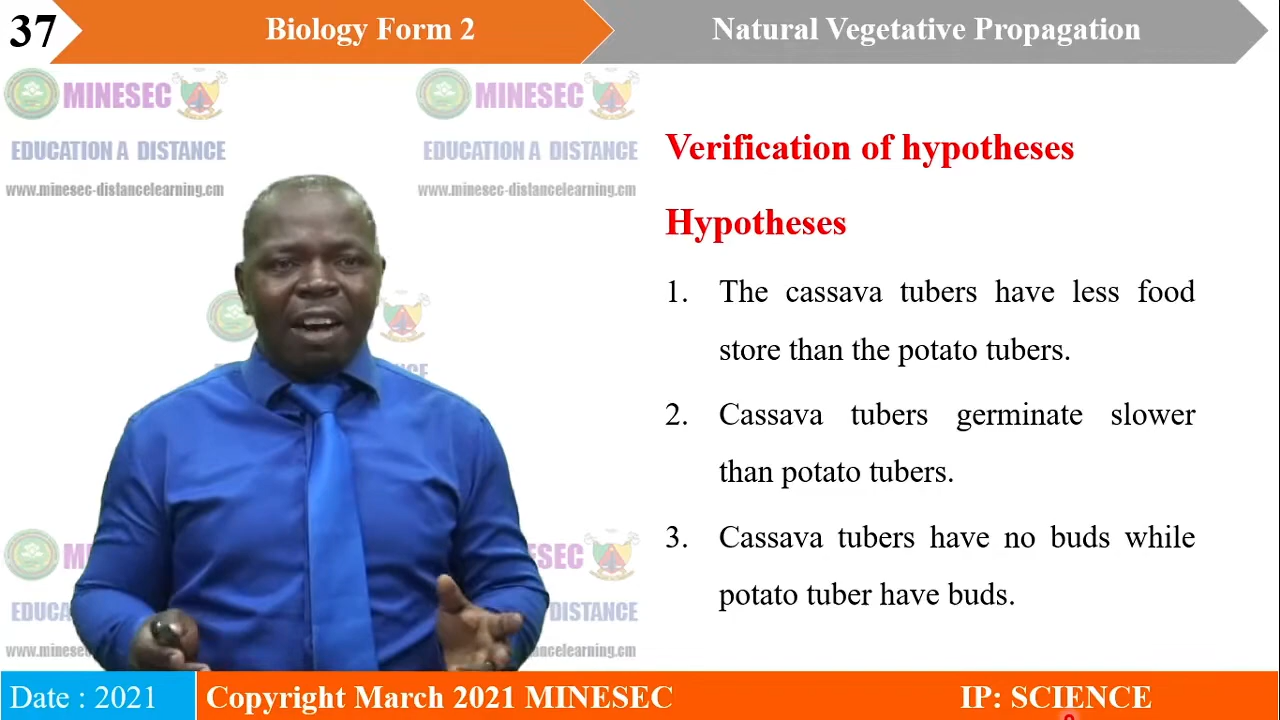 37
Biology Form 2
Natural Vegetative Propagation
MINESEC
MINESEC
EDUCATION A DISTANCE
EDUCATION A DISTANCE
www.minesec-distancelearning.cm
www.minesec-distancelearning.cm
Verification of hypotheses
Hypotheses
1. The cassava tubers have less food
store than the potato tubers.
2. Cassava tubers germinate slower
than potato tubers.
3. Cassava tubers have no buds while
potato tuber have buds.
DISTANCE
Date : 2021
Copyright March 2021 MINESEC
IP: SCIENCE